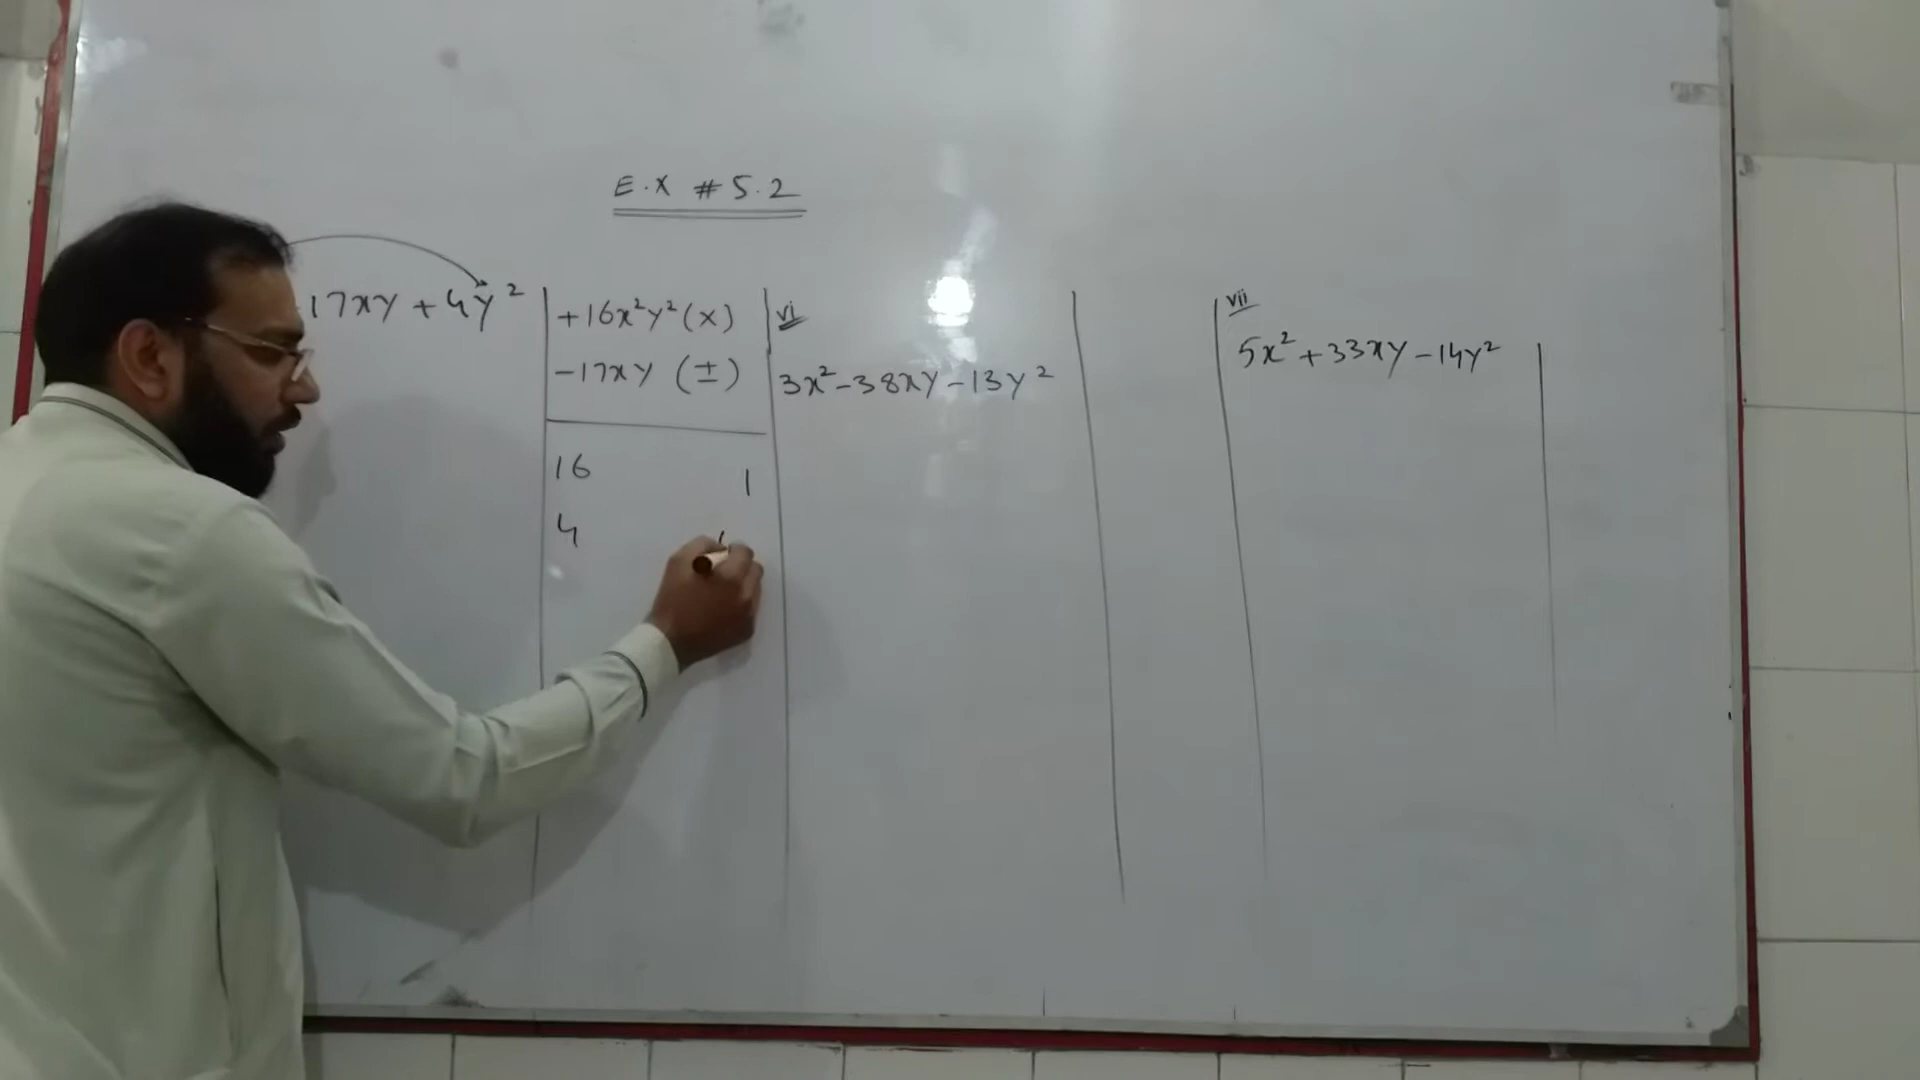 E.X # 5.2
17xy + 4y²
+16x²y² (x)
-17xy (±)
16 1
4
vi
3x² - 38xy - 13y²
vii
5x² + 33xy - 14y²